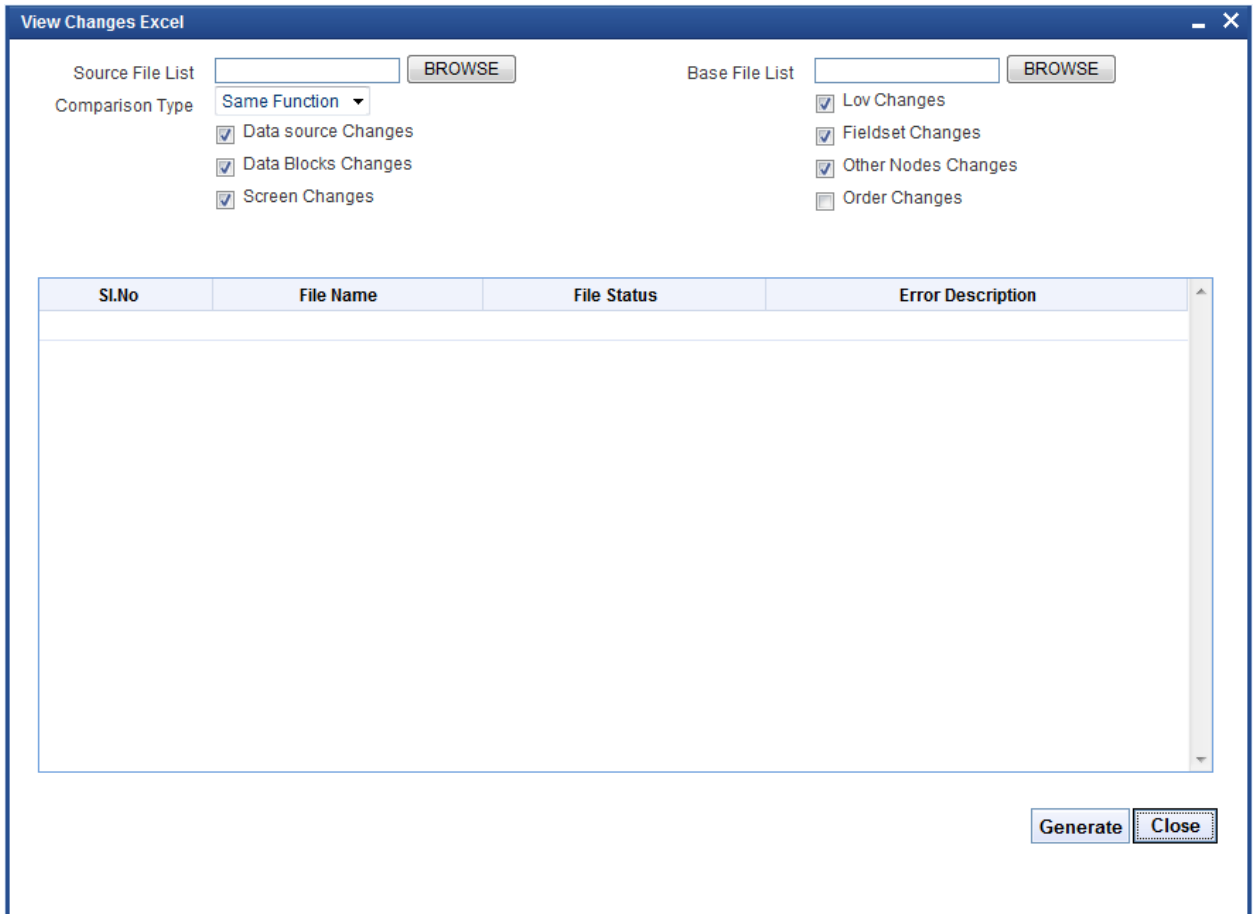 View Changes Excel
Source File List BROWSE Base File List BROWSE
Comparison Type Same Function Lov Changes
Data source Changes Fieldset Changes
Data Blocks Changes Other Nodes Changes
Screen Changes Order Changes
Sl.No File Name File Status Error Description
Generate Close